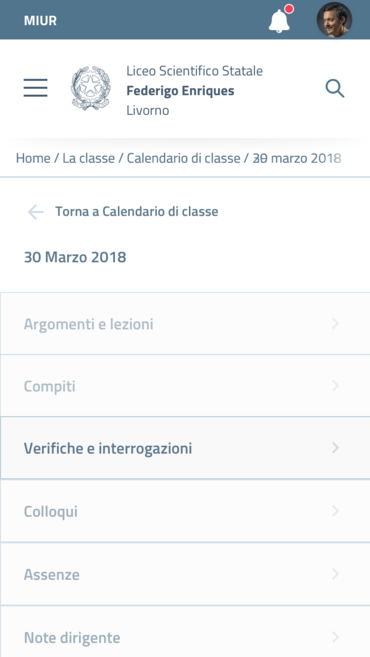 MIUR
Liceo Scientifico Statale
Federigo Enriques
Livorno
Home / La classe / Calendario di classe / 30 marzo 2018
Torna a Calendario di classe
30 Marzo 2018
Argomenti e lezioni
Compiti
Verifiche e interrogazioni
Colloqui
Assenze
Note dirigente